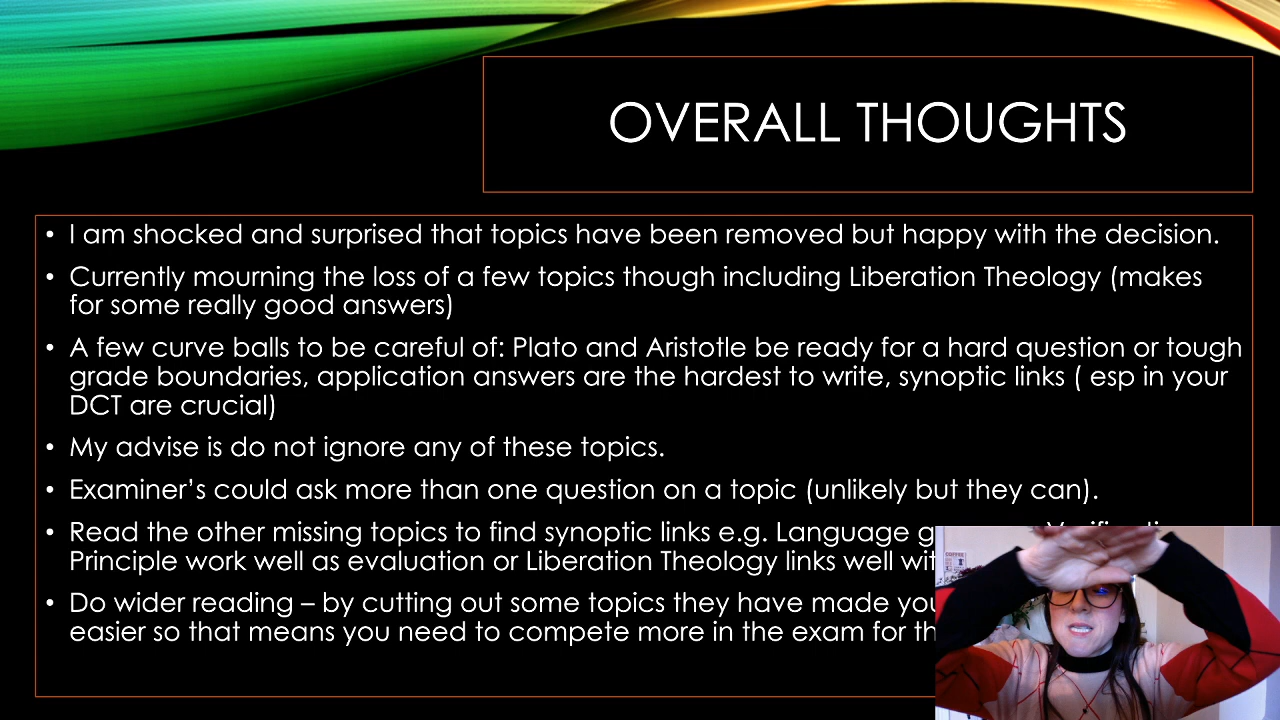 OVERALL THOUGHTS
• I am shocked and surprised that topics have been removed but happy with the decision.
• Currently mourning the loss of a few topics though including Liberation Theology (makes
for some really good answers)
• A few curve balls to be careful of: Plato and Aristotle be ready for a hard question or tough
grade boundaries, application answers are the hardest to write, synoptic links ( esp in your
DCT are crucial)
• My advise is do not ignore any of these topics.
• Examiner's could ask more than one question on a topic (unlikely but they can).
• Read the other missing topics to find synoptic links e.g. Language
Principle work well as evaluation or Liberation Theology links well
• Do wider reading – by cutting out some topics they have made
easier so that means you need to compete more in the exam for
COFFEE